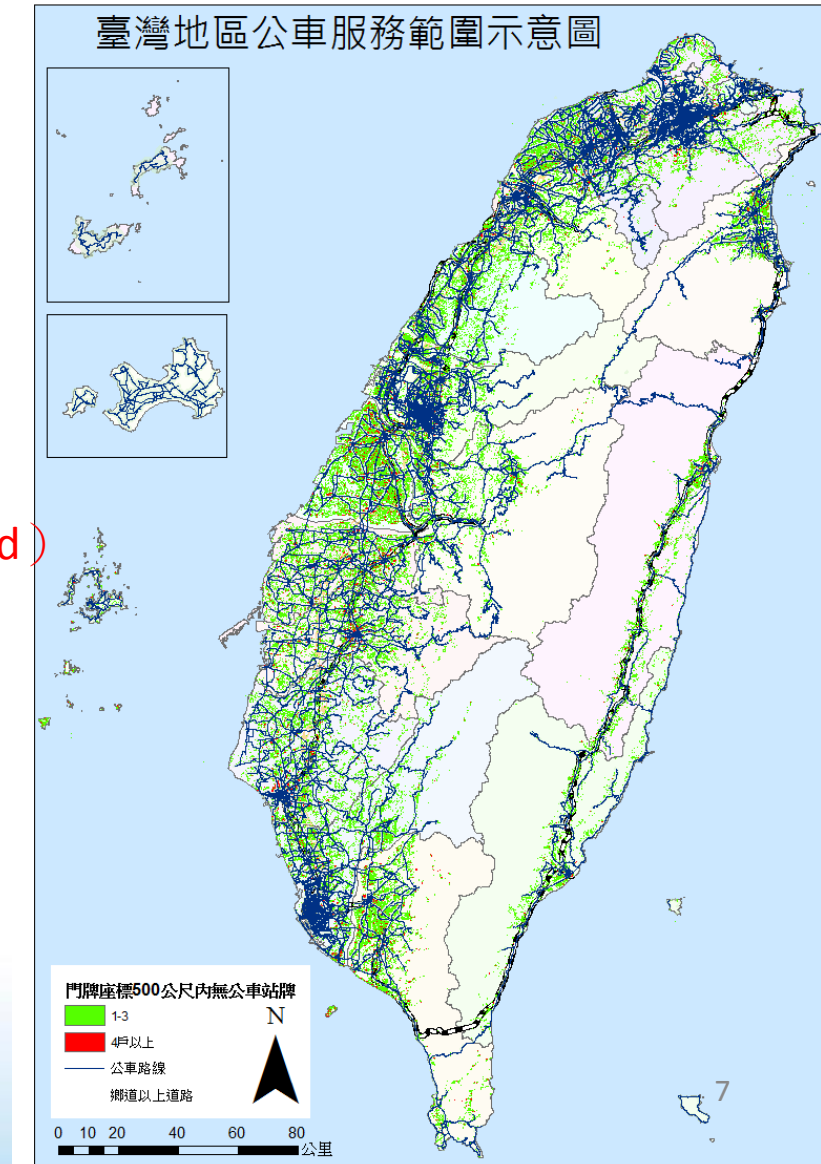 臺灣地區公車服務範圍示意圖
d）
門牌座標500公尺內無公車站牌
1-3
4戶以上
公車路線
鄉道以上道路
N
0 10 20 40 60 80
公里
7